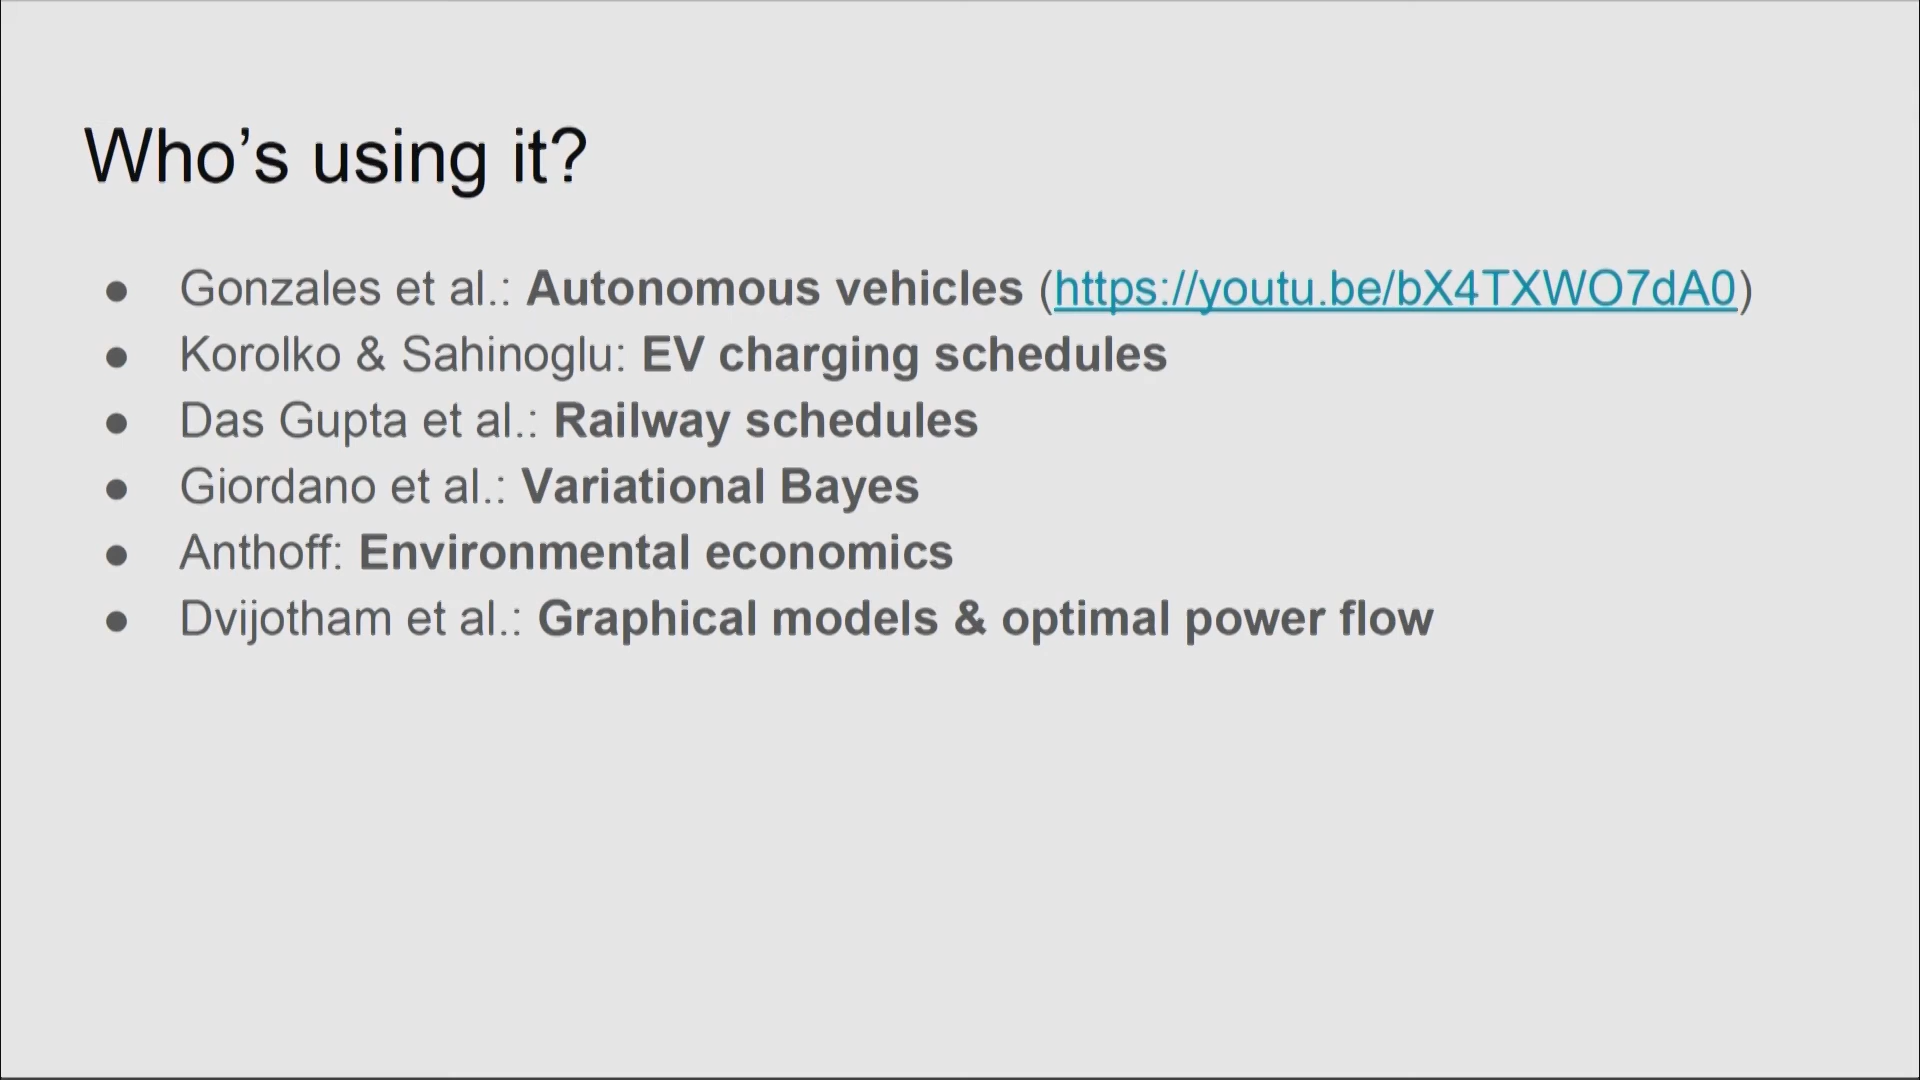 Who’s using it?
● Gonzales et al.: Autonomous vehicles (https://youtu.be/bX4TXWO7dA0)
● Korolko & Sahinoglu: EV charging schedules
● Das Gupta et al.: Railway schedules
● Giordano et al.: Variational Bayes
● Anthoff: Environmental economics
● Dvijotham et al.: Graphical models & optimal power flow